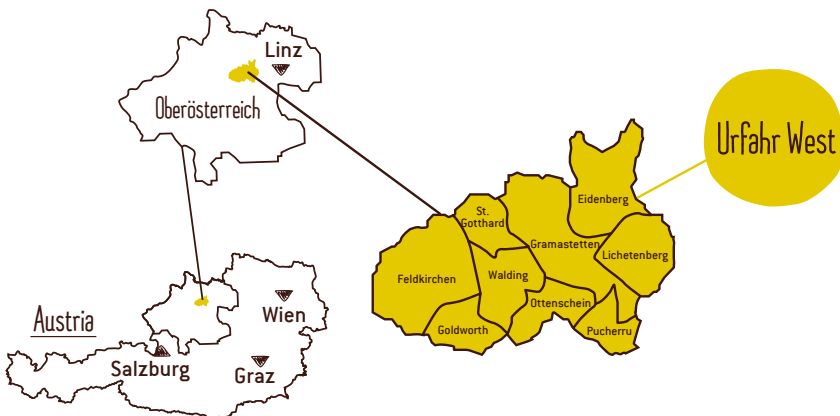 Linz
Oberösterreich
Urfahr West
Eidenberg
St.
Gotthard
Gramastetten
Lichetenberg
Feldkirchen
Walding
Ottenschein
Goldworth
Pucherru
Austria
Wien
Salzburg
Graz